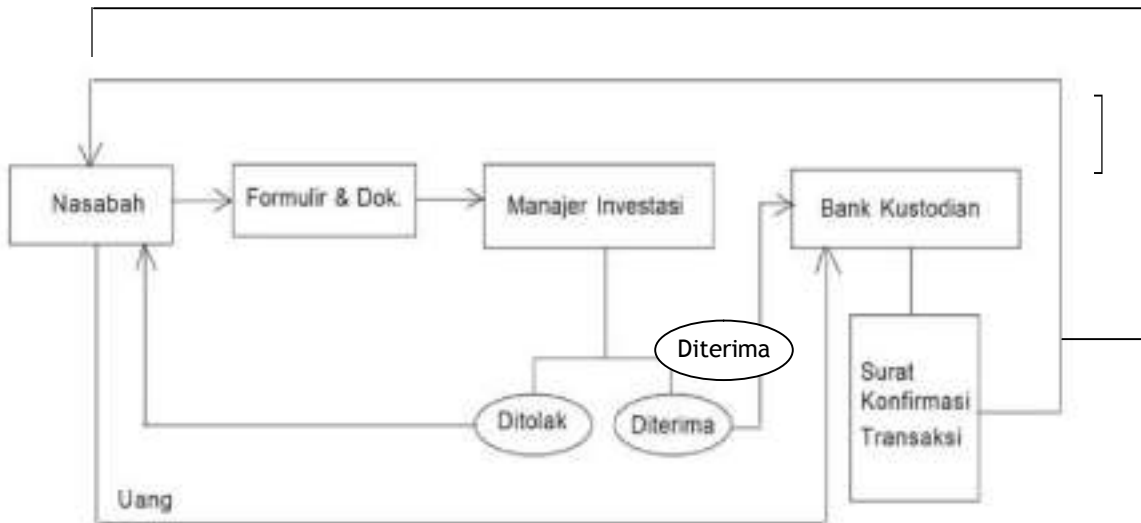 Nasabah
Formulir & Dok.
Manajer Investasi
Bank Kustodian
Diterima
Ditolak
Diterima
Surat
Konfirmasi
Transaksi
Uang